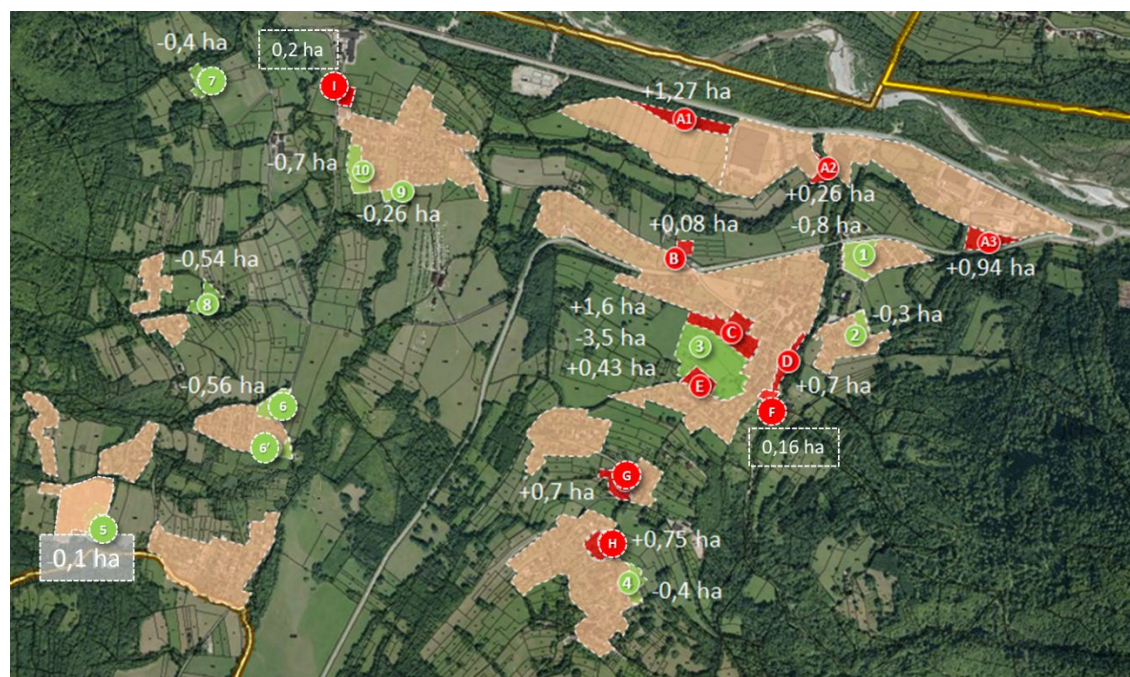 -0,4 ha
0,2 ha
7
I
+1,27 ha
A1
-0,7 ha
10
9
-0,26 ha
A2
+0,26 ha
+0,08 ha
-0,8 ha
B
1
A3
+0,94 ha
-0,54 ha
8
+1,6 ha
-3,5 ha
+0,43 ha
C
3
E
-0,3 ha
2
D
+0,7 ha
F
0,16 ha
-0,56 ha
6
6'
G
+0,7 ha
5
0,1 ha
H
+0,75 ha
4
-0,4 ha